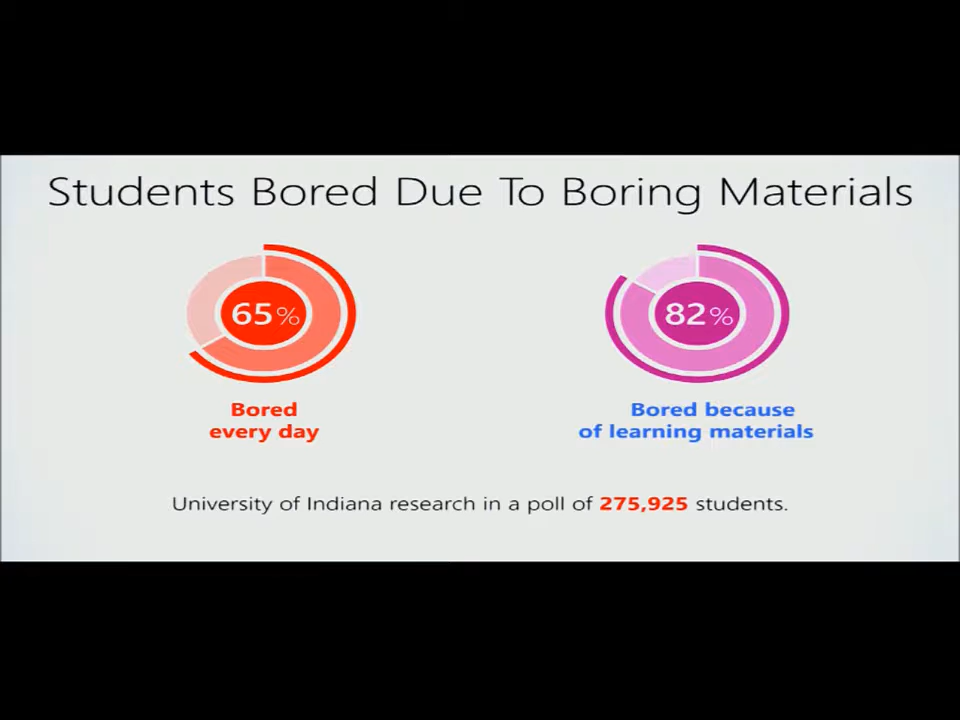 Students Bored Due To Boring Materials
65%
82%
Bored
every day
Bored because
of learning materials
University of Indiana research in a poll of 275,925 students.